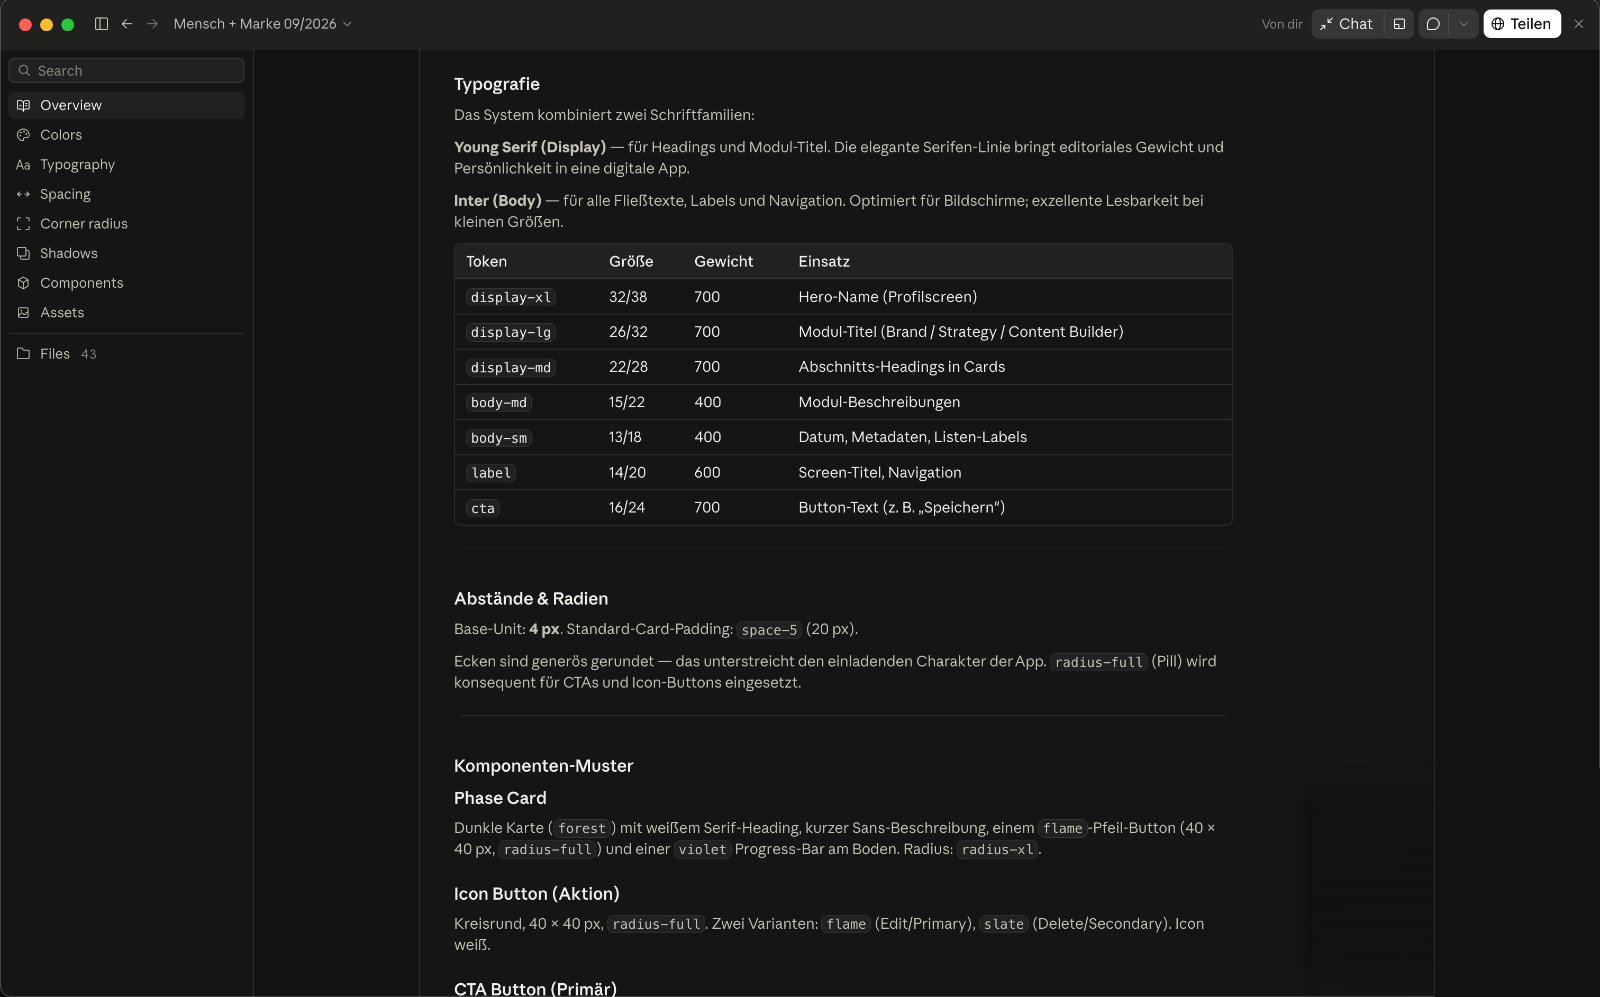 Mensch + Marke 09/2026
Von dir
Chat
Teilen
Search
Overview
Colors
Typography
Spacing
Corner radius
Shadows
Components
Assets
Files 43
Typografie
Das System kombiniert zwei Schriftfamilien:
Young Serif (Display) — für Headings und Modul-Titel. Die elegante Serifen-Linie bringt editoriales Gewicht und
Persönlichkeit in eine digitale App.
Inter (Body) — für alle Fließtexte, Labels und Navigation. Optimiert für Bildschirme; exzellente Lesbarkeit bei
kleinen Größen.
Token Größe Gewicht Einsatz
display-xl 32/38 700 Hero-Name (Profilscreen)
display-lg 26/32 700 Modul-Titel (Brand / Strategy / Content Builder)
display-md 22/28 700 Abschnitts-Headings in Cards
body-md 15/22 400 Modul-Beschreibungen
body-sm 13/18 400 Datum, Metadaten, Listen-Labels
label 14/20 600 Screen-Titel, Navigation
cta 16/24 700 Button-Text (z. B. „Speichern")
Abstände & Radien
Base-Unit: 4 px. Standard-Card-Padding: space-5 (20 px).
Ecken sind generös gerundet — das unterstreicht den einladenden Charakter der App. radius-full (Pill) wird
konsequent für CTAs und Icon-Buttons eingesetzt.
Komponenten-Muster
Phase Card
Dunkle Karte (forest) mit weißem Serif-Heading, kurzer Sans-Beschreibung, einem flame-Pfeil-Button (40 ×
40 px, radius-full) und einer violet Progress-Bar am Boden. Radius: radius-xl.
Icon Button (Aktion)
Kreisrund, 40 × 40 px, radius-full. Zwei Varianten: flame (Edit/Primary), slate (Delete/Secondary). Icon
weiß.
CTA Button (Primär)